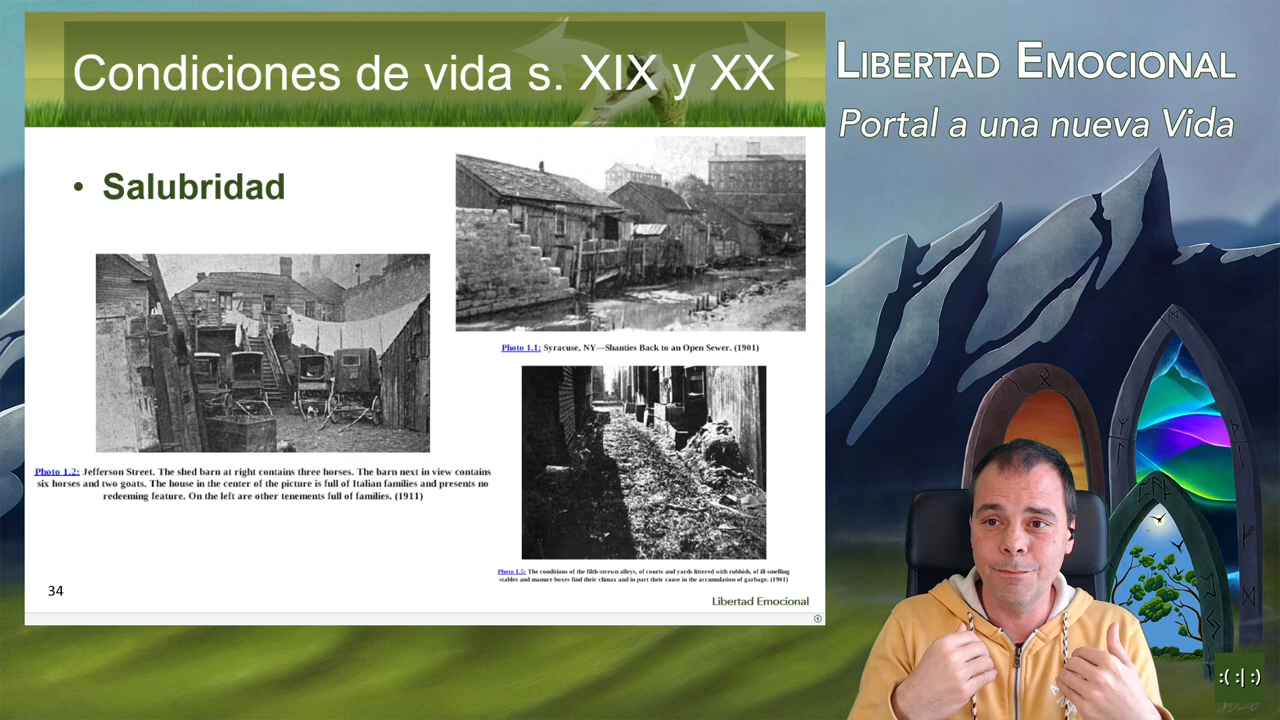 Condiciones de vida s. XIX y XX
• Salubridad
Photo 1.1: Syracuse, NY—Shanties Back to an Open Sewer. (1901)
Photo 1.2: Jefferson Street. The shed barn at right contains three horses. The barn next in view contains
six horses and two goats. The house in the center of the picture is full of Italian families and presents no
redeeming feature. On the left are other tenements full of families. (1911)
Photo 1.5: The conditions of the filth-strewn alleys, of courts and yards littered with rubbish, of ill-smelling
stables and manure boxes find their climax and in part their cause in the accumulation of garbage. (1901)
34
Libertad Emocional
LIBERTAD EMOCIONAL
Portal a una nueva Vida
:( :| :)